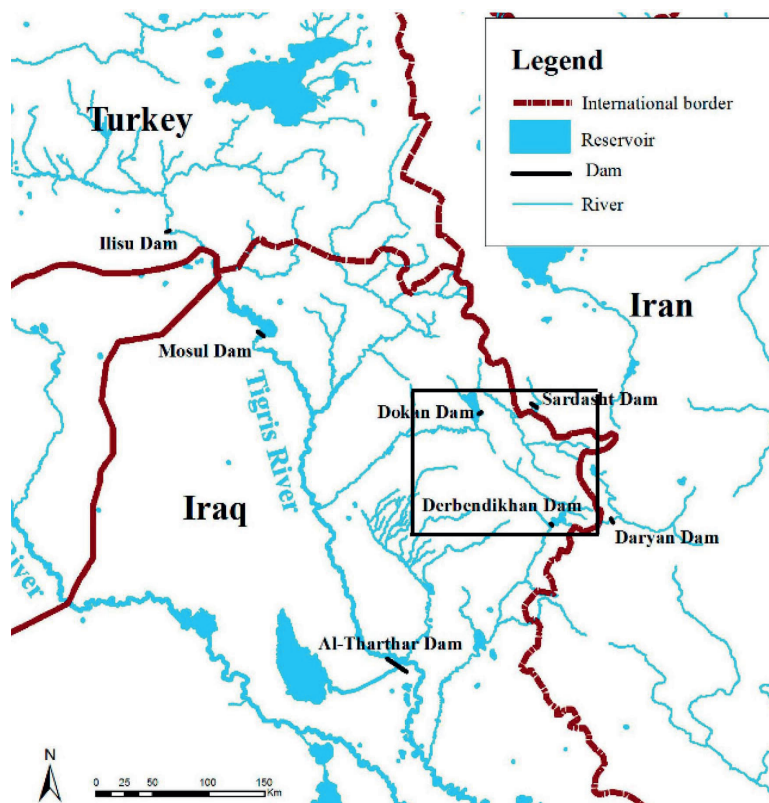 Legend
International border
Reservoir
Dam
River
Turkey
Ilisu Dam
Iran
Mosul Dam
Tigris River
Sardasht Dam
Dokan Dam
Iraq
Derbendikhan Dam
Daryan Dam
River
Al-Tharthar Dam
N
0 25 50 100 150
Km